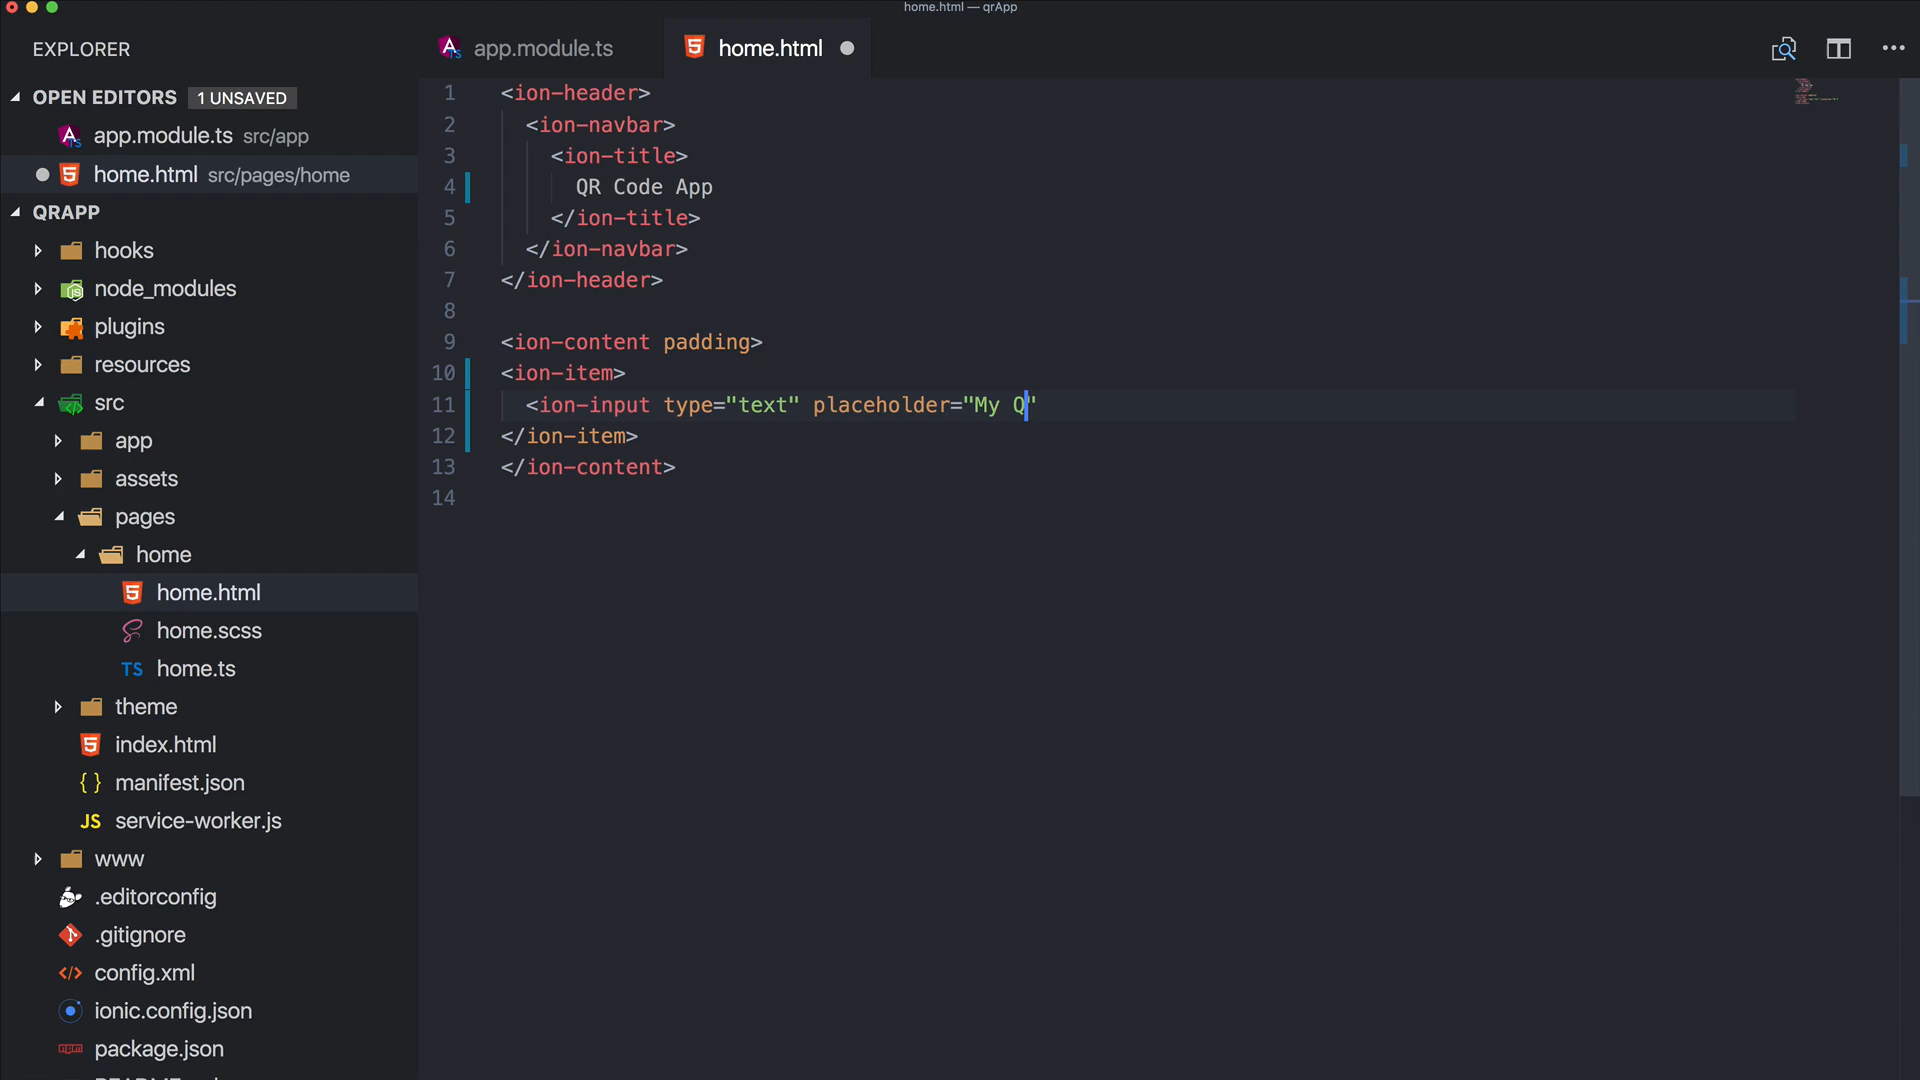 home.html — qrApp
EXPLORER
OPEN EDITORS 1 UNSAVED
app.module.ts src/app
home.html src/pages/home
QRAPP
hooks
node_modules
plugins
resources
src
app
assets
pages
home
home.html
home.scss
TS home.ts
theme
index.html
{ } manifest.json
JS service-worker.js
www
.editorconfig
.gitignore
config.xml
ionic.config.json
package.json
app.module.ts
home.html
1 <ion-header>
2 <ion-navbar>
3 <ion-title>
4 QR Code App
5 </ion-title>
6 </ion-navbar>
7 </ion-header>
8
9 <ion-content padding>
10 <ion-item>
11 <ion-input type="text" placeholder="My Q"
12 </ion-item>
13 </ion-content>
14